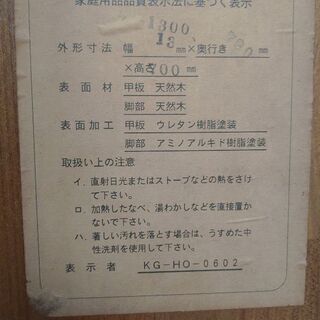 家庭用品品質表示法に基づく表示
1300
外形寸法 幅 mm×奥行き mm
×高さ 700 mm
表面材 甲板 天然木
脚部 天然木
表面加工 甲板 ウレタン樹脂塗装
脚部 アミノアルキド樹脂塗装
取扱い上の注意
イ．直射日光またはストーブなどの熱をさけ
て下さい。
ロ．加熱したなべ、湯わかしなどを直接置か
ないで下さい。
ハ．著しい汚れを落とす場合は、うすめた中
性洗剤を使用して下さい。
表示者 KG-HO-0602